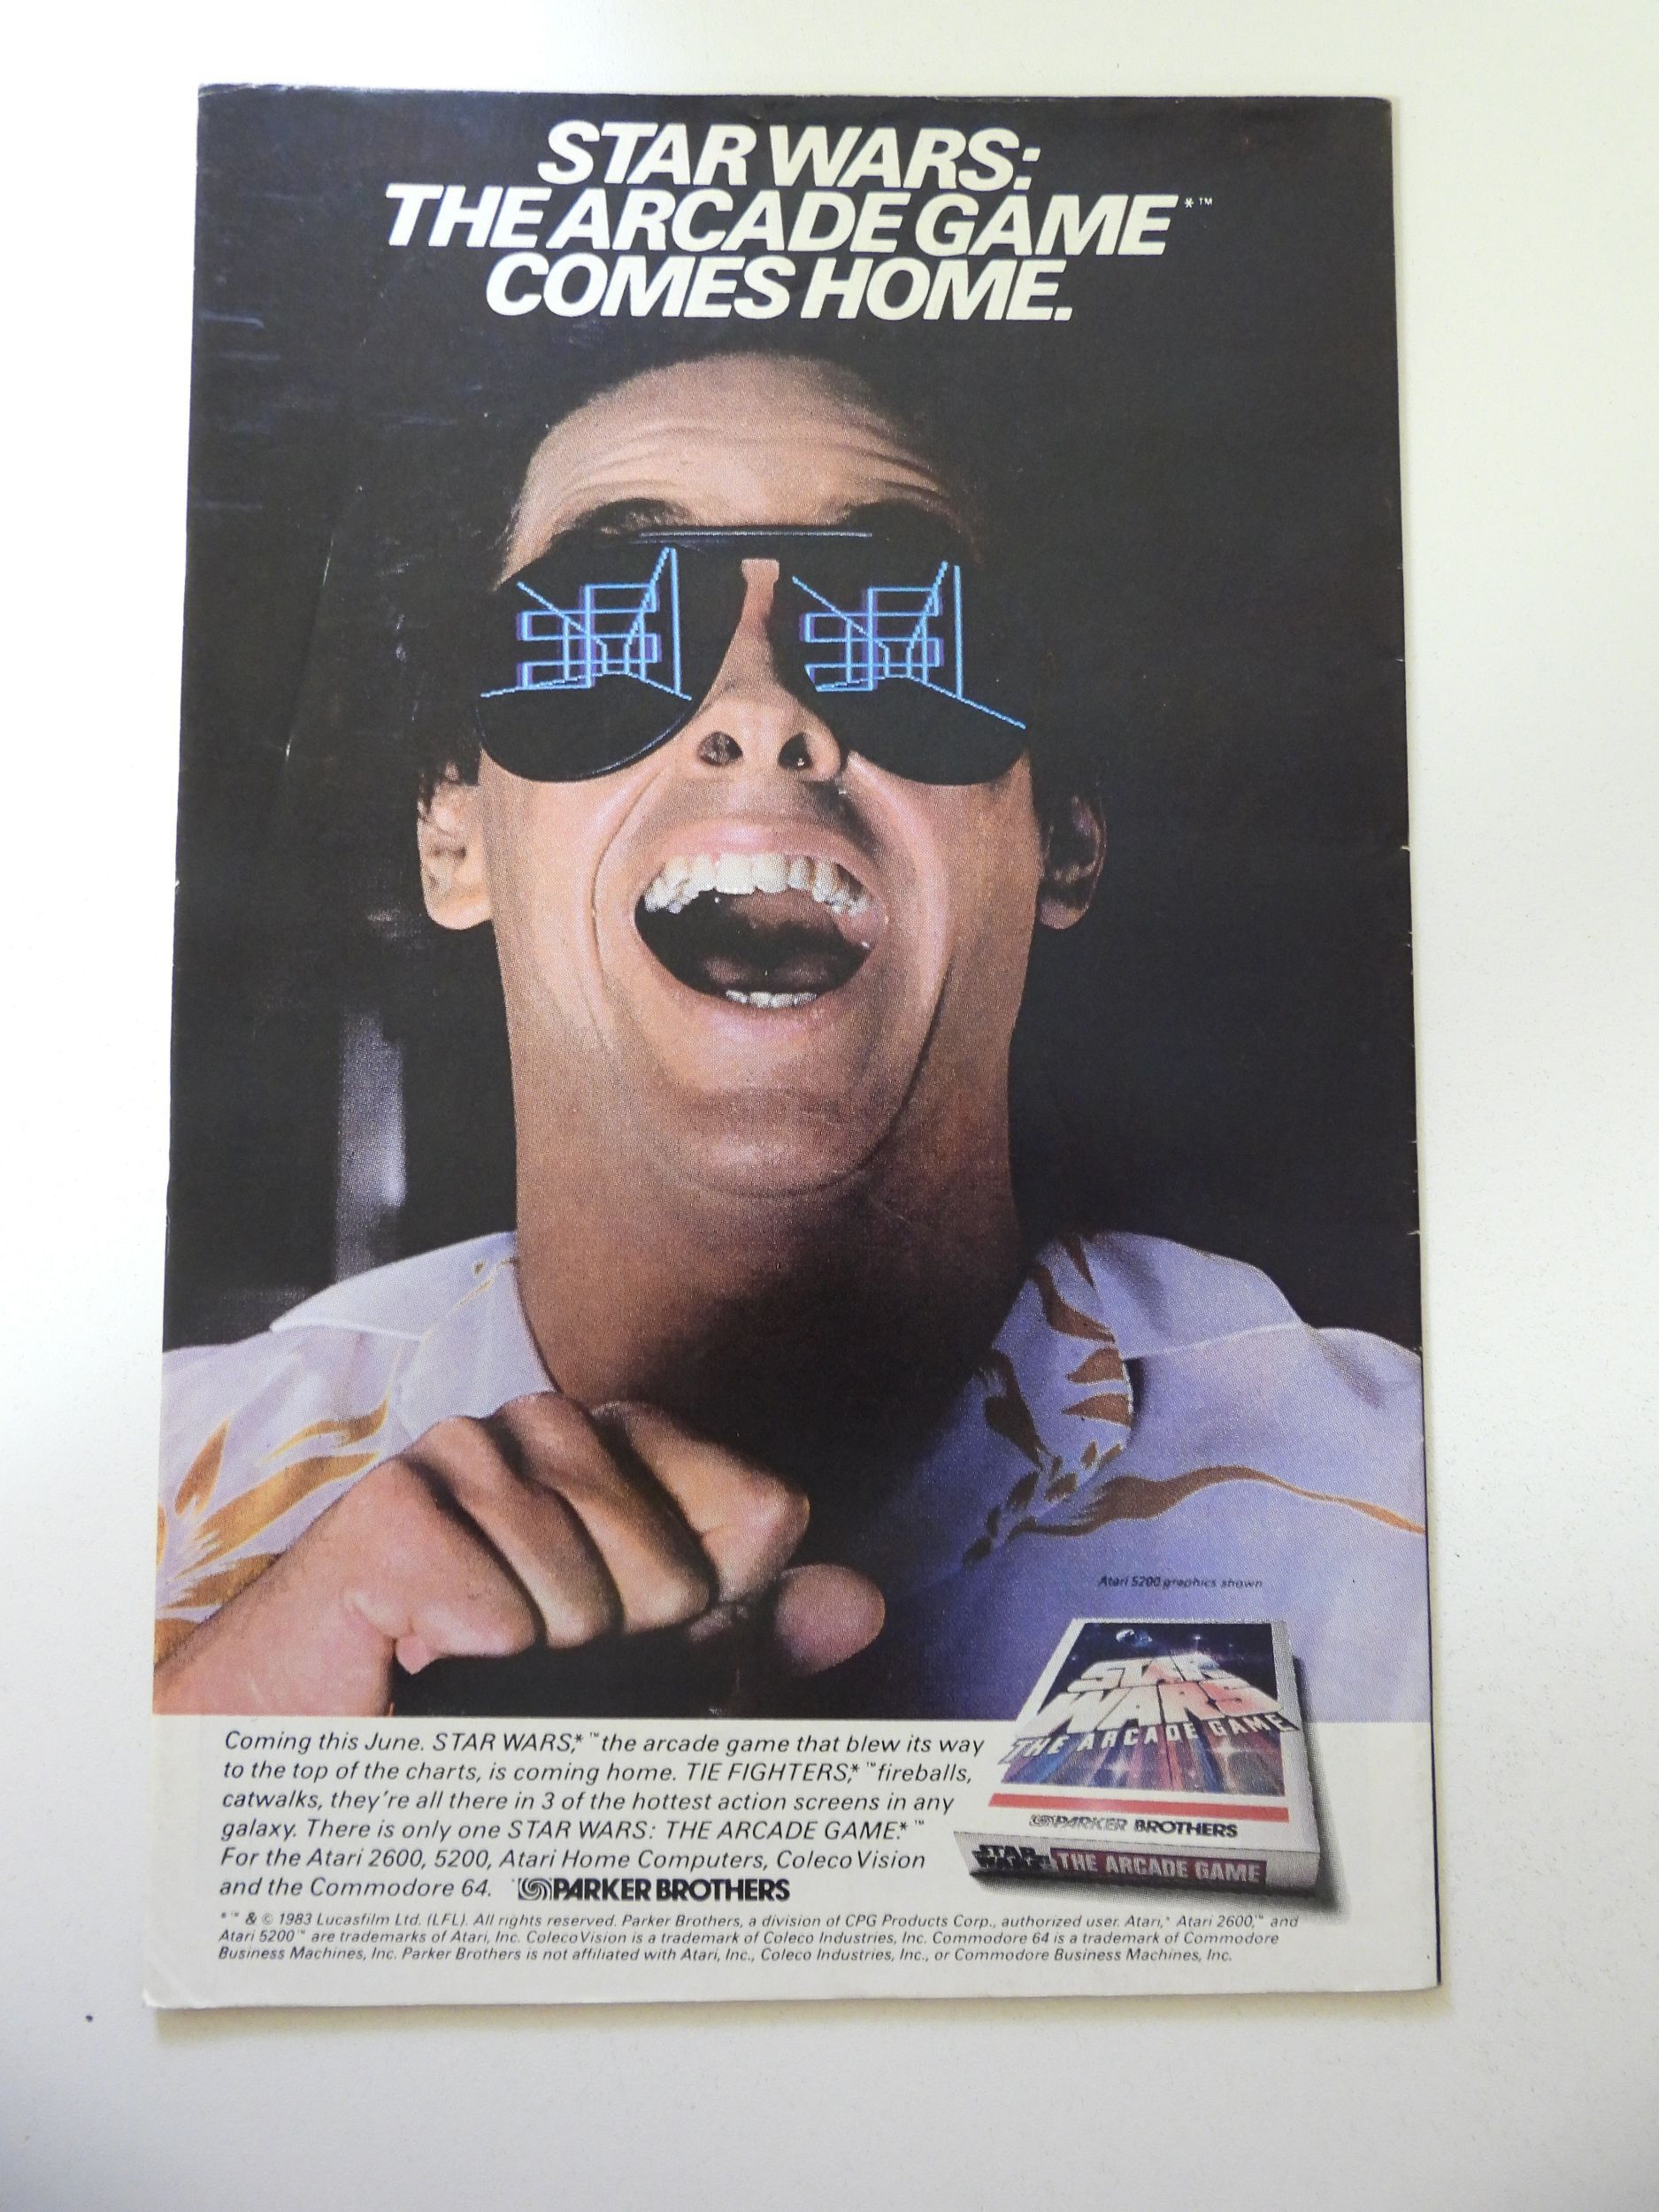 STAR WARS:
THE ARCADE GAME*™
COMES HOME.
Atari 5200 graphics shown
STAR
WARS
THE ARCADE GAME
PARKER BROTHERS
STAR
WARS
THE ARCADE GAME
Coming this June. STAR WARS,*™ the arcade game that blew its way
to the top of the charts, is coming home. TIE FIGHTERS,*™ fireballs,
catwalks, they're all there in 3 of the hottest action screens in any
galaxy. There is only one STAR WARS: THE ARCADE GAME.*™
For the Atari 2600, 5200, Atari Home Computers, ColecoVision
and the Commodore 64. PARKER BROTHERS
*™ & © 1983 Lucasfilm Ltd. (LFL). All rights reserved. Parker Brothers, a division of CPG Products Corp., authorized user. Atari,* Atari 2600,™ and
Atari 5200™ are trademarks of Atari, Inc. ColecoVision is a trademark of Coleco Industries, Inc. Commodore 64 is a trademark of Commodore
Business Machines, Inc. Parker Brothers is not affiliated with Atari, Inc., Coleco Industries, Inc., or Commodore Business Machines, Inc.